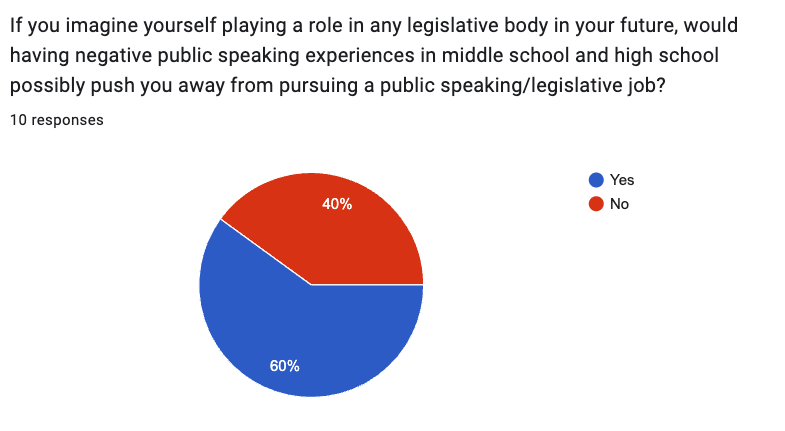 If you imagine yourself playing a role in any legislative body in your future, would
having negative public speaking experiences in middle school and high school
possibly push you away from pursuing a public speaking/legislative job?
10 responses
Yes
No
40%
60%